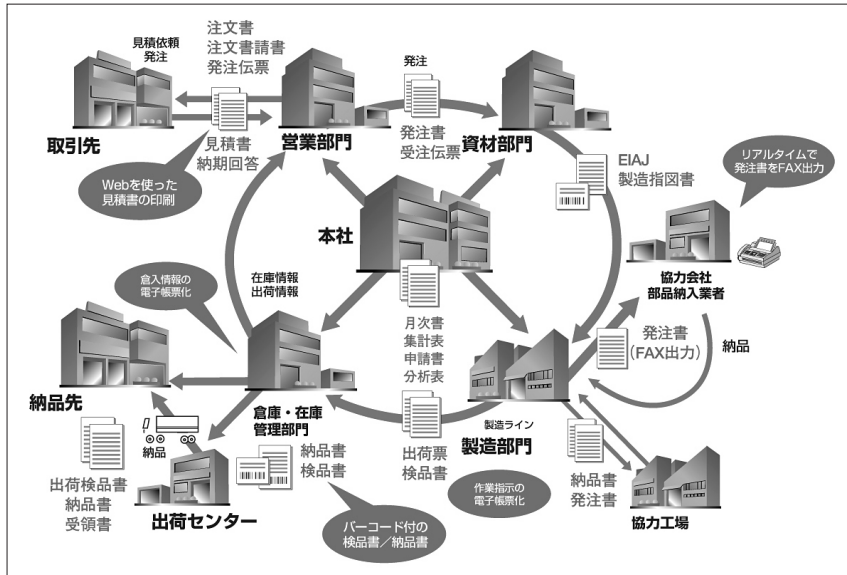 見積依頼
発注
注文書
注文書請書
発注伝票
取引先
見積書
納期回答
営業部門
発注
発注書
受注伝票
資材部門
Webを使った
見積書の印刷
EIAJ
製造指図書
リアルタイムで
発注書をFAX出力
本社
協力会社
部品納入業者
倉入情報の
電子帳票化
在庫情報
出荷情報
月次書
集計表
申請書
分析表
発注書
(FAX出力)
納品
納品先
倉庫・在庫
管理部門
製造ライン
製造部門
納品
出荷検品書
納品書
受領書
出荷センター
納品書
検品書
出荷票
検品書
作業指示の
電子帳票化
納品書
発注書
協力工場
バーコード付の
検品書／納品書